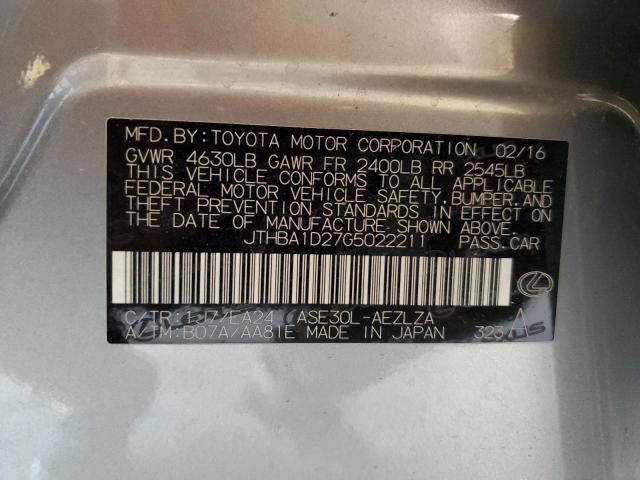 MFD.BY:TOYOTA MOTOR CORPORATION 02/16
GVWR 4630LB GAWR FR 2400LB RR 2545LB
THIS VEHICLE CONFORMS TO ALL APPLICABLE
FEDERAL MOTOR VEHICLE SAFETY,BUMPER,AND
THEFT PREVENTION STANDARDS IN EFFECT ON
THE DATE OF MANUFACTURE SHOWN ABOVE.
JTHBA1D27G5022211 PASS.CAR
C/TR:1J7/EA24 ASE30L-AEZLZA A
A/TM:B07A/AA81E MADE IN JAPAN 323